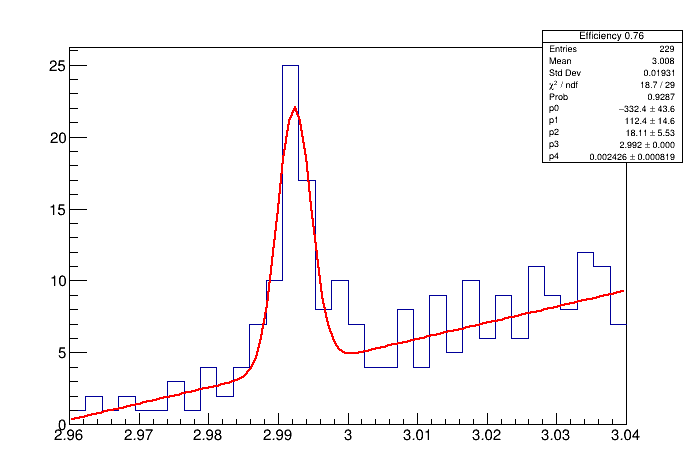 Efficiency 0.76
Entries 229
Mean 3.008
Std Dev 0.01931
χ² / ndf 18.7 / 29
Prob 0.9287
p0 −332.4 ± 43.6
p1 112.4 ± 14.6
p2 18.11 ± 5.53
p3 2.992 ± 0.000
p4 0.002426 ± 0.000819
25
20
15
10
5
0
2.96 2.97 2.98 2.99 3 3.01 3.02 3.03 3.04